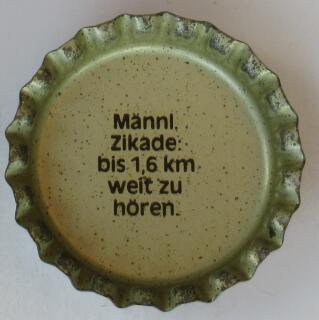 Männl.
Zikade:
bis 1,6 km
weit zu
hören.